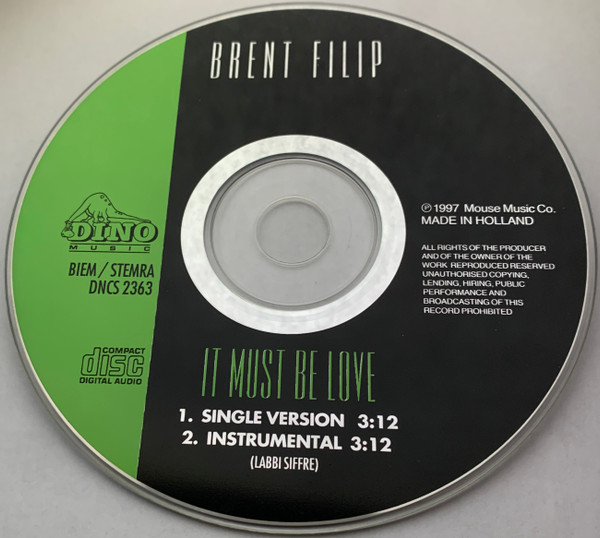 BRENT FILIP
DINO
MUSIC
BIEM / STEMRA
DNCS 2363
COMPACT
disc
DIGITAL AUDIO
℗ 1997 Mouse Music Co.
MADE IN HOLLAND
ALL RIGHTS OF THE PRODUCER
AND OF THE OWNER OF THE
WORK REPRODUCED RESERVED
UNAUTHORISED COPYING,
LENDING, HIRING, PUBLIC
PERFORMANCE AND
BROADCASTING OF THIS
RECORD PROHIBITED
IT MUST BE LOVE
1. SINGLE VERSION 3:12
2. INSTRUMENTAL 3:12
(LABBI SIFFRE)